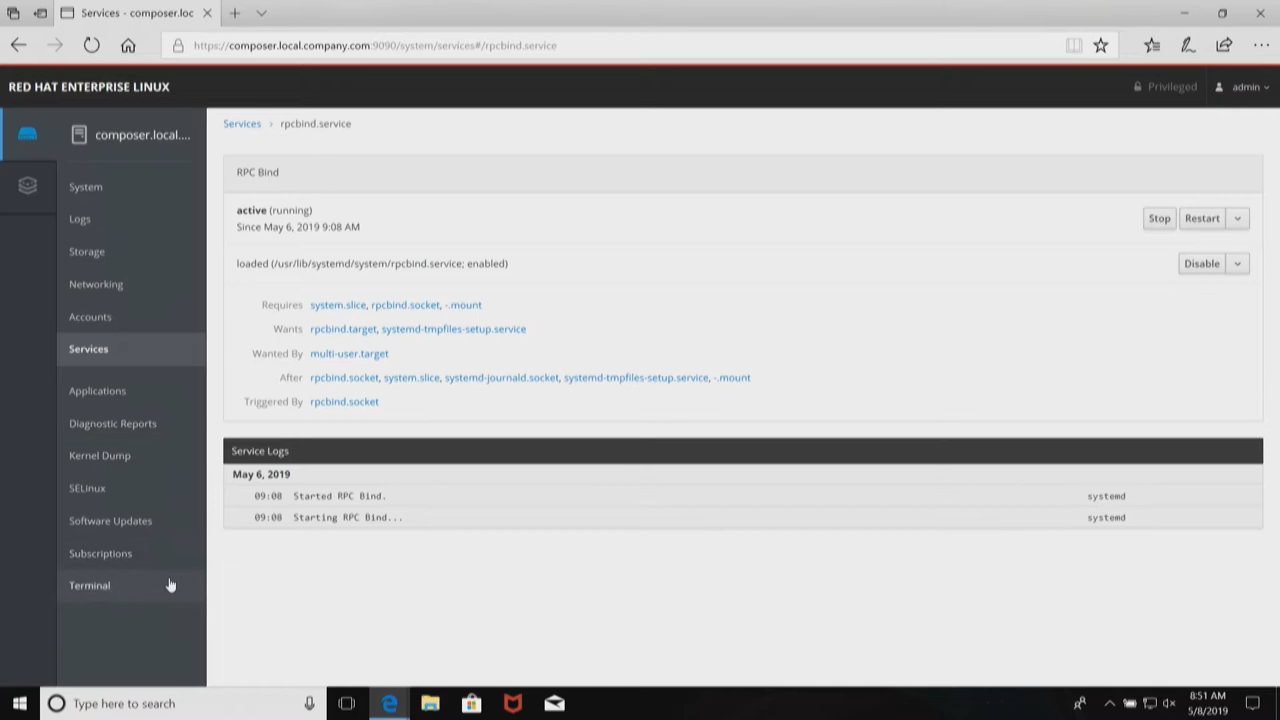 Services - composer.loc
https://composer.local.company.com:9090/system/services#/rpcbind.service
RED HAT ENTERPRISE LINUX
Privileged
admin
composer.local....
System
Logs
Storage
Networking
Accounts
Services
Applications
Diagnostic Reports
Kernel Dump
SELinux
Software Updates
Subscriptions
Terminal
Services > rpcbind.service
RPC Bind
active (running)
Since May 6, 2019 9:08 AM
Stop
Restart
loaded (/usr/lib/systemd/system/rpcbind.service; enabled)
Disable
Requires system.slice, rpcbind.socket, -.mount
Wants rpcbind.target, systemd-tmpfiles-setup.service
Wanted By multi-user.target
After rpcbind.socket, system.slice, systemd-journald.socket, systemd-tmpfiles-setup.service, -.mount
Triggered By rpcbind.socket
Service Logs
May 6, 2019
09:08 Started RPC Bind. systemd
09:08 Starting RPC Bind... systemd
Type here to search
8:51 AM
5/8/2019